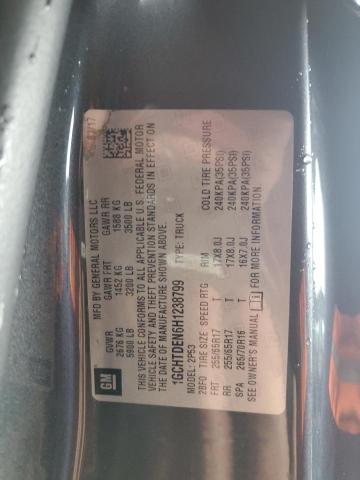 GM
MFD BY GENERAL MOTORS LLC
GVWR GAWR FRT GAWR RR
2676 KG 1452 KG 1588 KG
5900 LB 3200 LB 3500 LB
THIS VEHICLE CONFORMS TO ALL APPLICABLE U.S. FEDERAL MOTOR
VEHICLE SAFETY AND THEFT PREVENTION STANDARDS IN EFFECT ON
THE DATE OF MANUFACTURE SHOWN ABOVE.
1GCHTDEN6H1238799 TYPE: TRUCK
MODEL: 2P53
2BFO TIRE SIZE SPEED RTG RIM COLD TIRE PRESSURE
FRT 255/65R17 T 17X8.0J 240KPA(35PSI)
RR 255/65R17 T 17X8.0J 240KPA(35PSI)
SPA 265/70R16 T 16X7.0J 240KPA(35PSI)
SEE OWNER'S MANUAL FOR MORE INFORMATION.